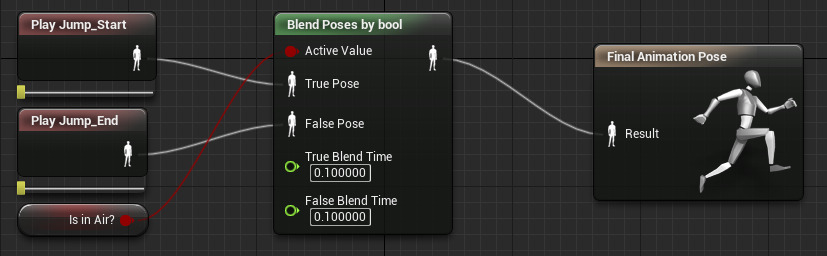 Play Jump_Start
Play Jump_End
Is in Air?
Blend Poses by bool
Active Value
True Pose
False Pose
True Blend Time
0.100000
False Blend Time
0.100000
Final Animation Pose
Result